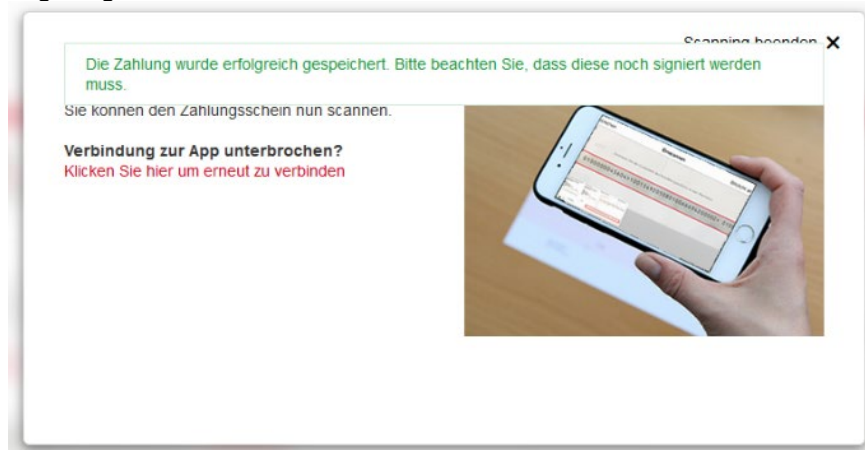 Scanning beenden ✕
Die Zahlung wurde erfolgreich gespeichert. Bitte beachten Sie, dass diese noch signiert werden
muss.
Sie können den Zahlungsschein nun scannen.
Verbindung zur App unterbrochen?
Klicken Sie hier um erneut zu verbinden